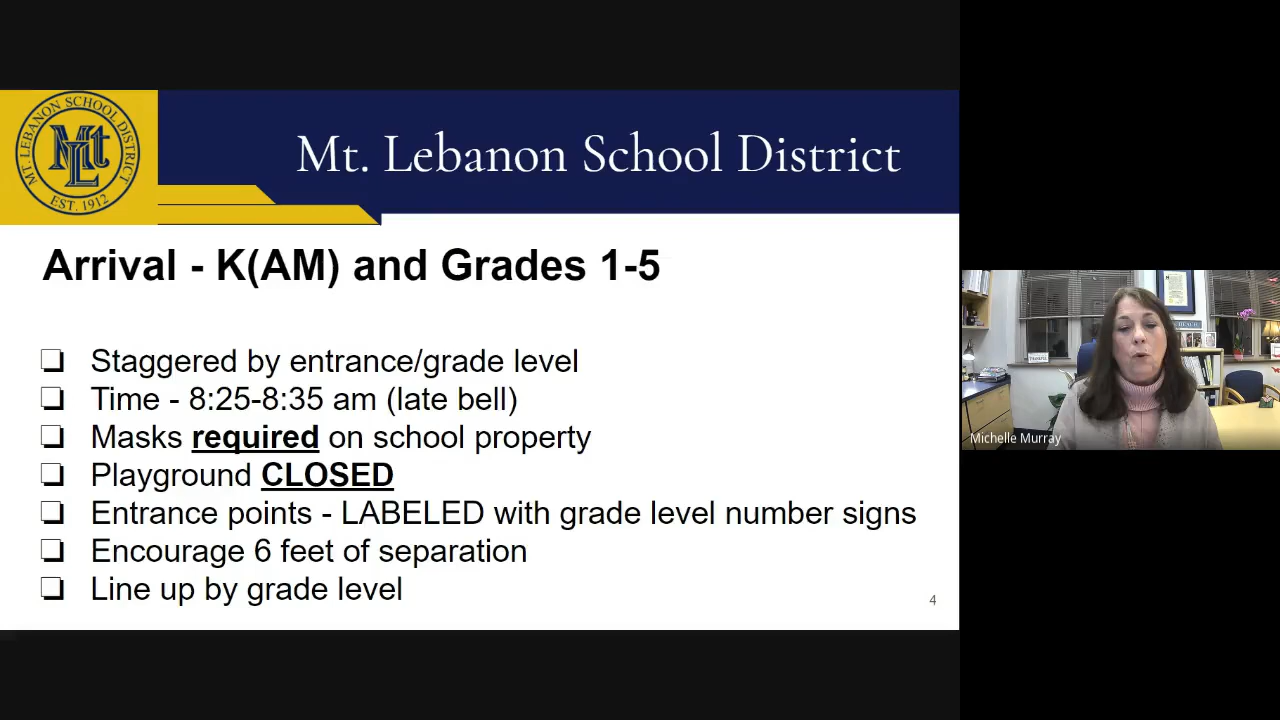 MT. LEBANON SCHOOL DISTRICT
MtL
EST. 1912
Mt. Lebanon School District
Arrival - K(AM) and Grades 1-5
❏ Staggered by entrance/grade level
❏ Time - 8:25-8:35 am (late bell)
❏ Masks required on school property
❏ Playground CLOSED
❏ Entrance points - LABELED with grade level number signs
❏ Encourage 6 feet of separation
❏ Line up by grade level
4
Michelle Murray